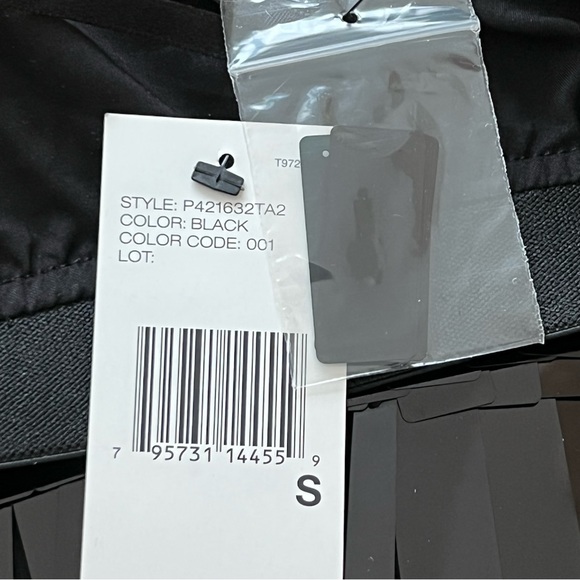 T972
STYLE: P421632TA2
COLOR: BLACK
COLOR CODE: 001
LOT:
7 95731 14455 9
S